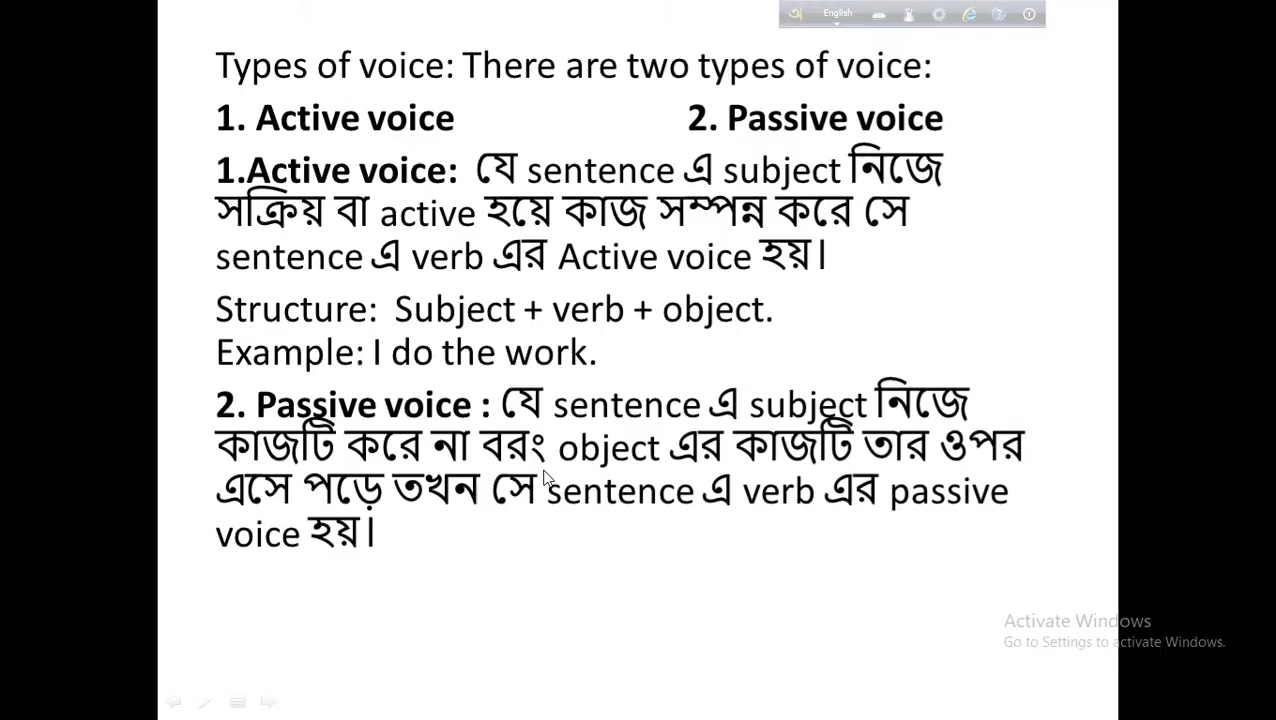 English
Types of voice: There are two types of voice:
1. Active voice 2. Passive voice
1.Active voice: যে sentence এ subject নিজে
সক্রিয় বা active হয়ে কাজ সম্পন্ন করে সে
sentence এ verb এর Active voice হয়।
Structure: Subject + verb + object.
Example: I do the work.
2. Passive voice : যে sentence এ subject নিজে
কাজটি করে না বরং object এর কাজটি তার ওপর
এসে পড়ে তখন সে sentence এ verb এর passive
voice হয়।
Activate Windows
Go to Settings to activate Windows.